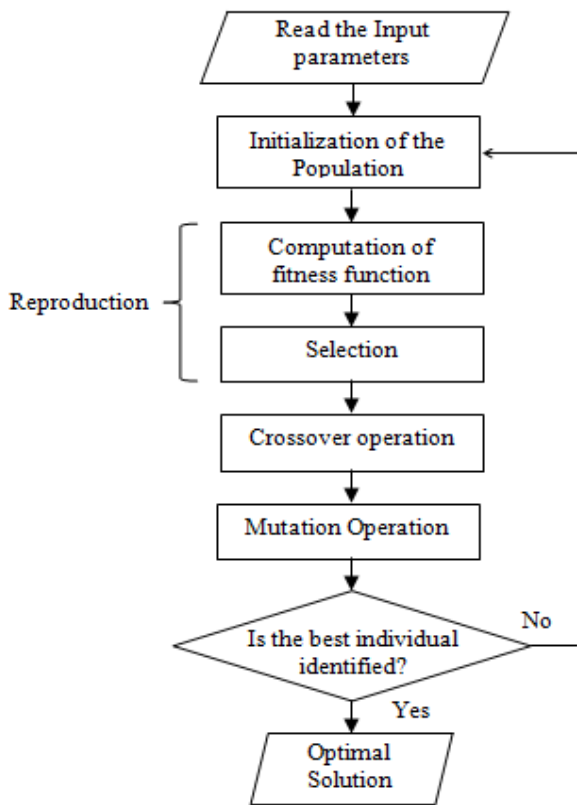 Read the Input
parameters
Initialization of the
Population
Computation of
fitness function
Reproduction
Selection
Crossover operation
Mutation Operation
Is the best individual
identified?
No
Yes
Optimal
Solution